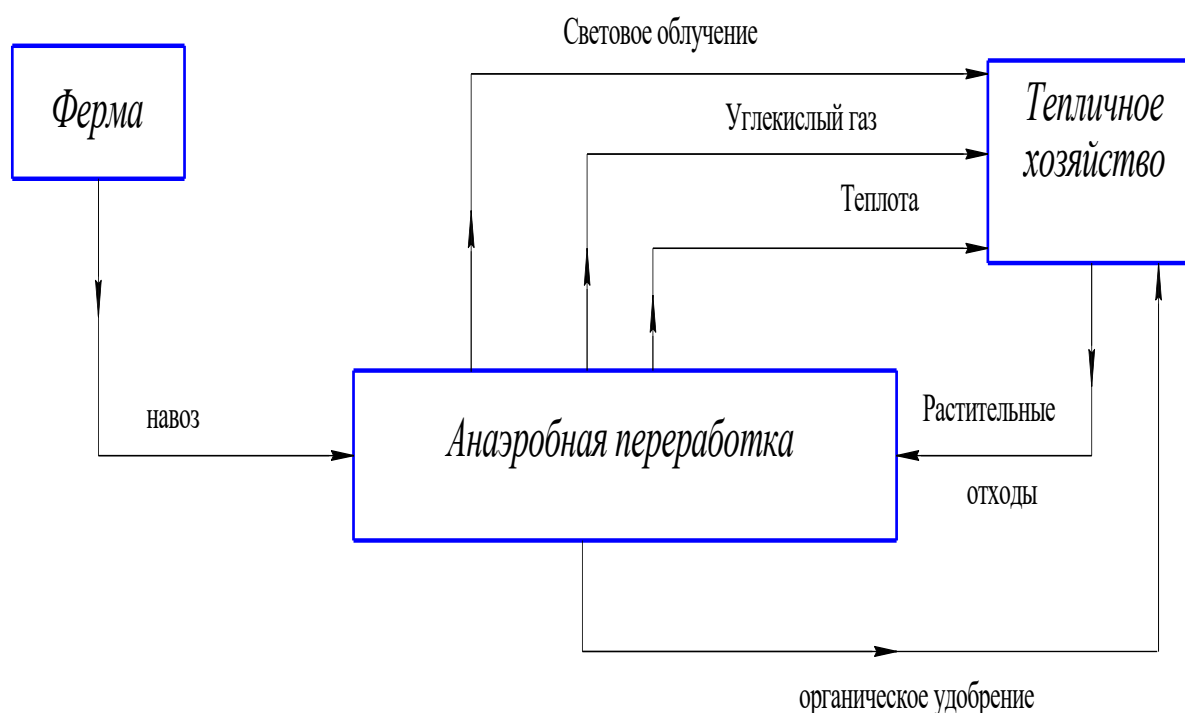 Световое облучение
Ферма
Тепличное
хозяйство
Углекислый газ
Теплота
навоз
Анаэробная переработка
Растительные
отходы
органическое удобрение